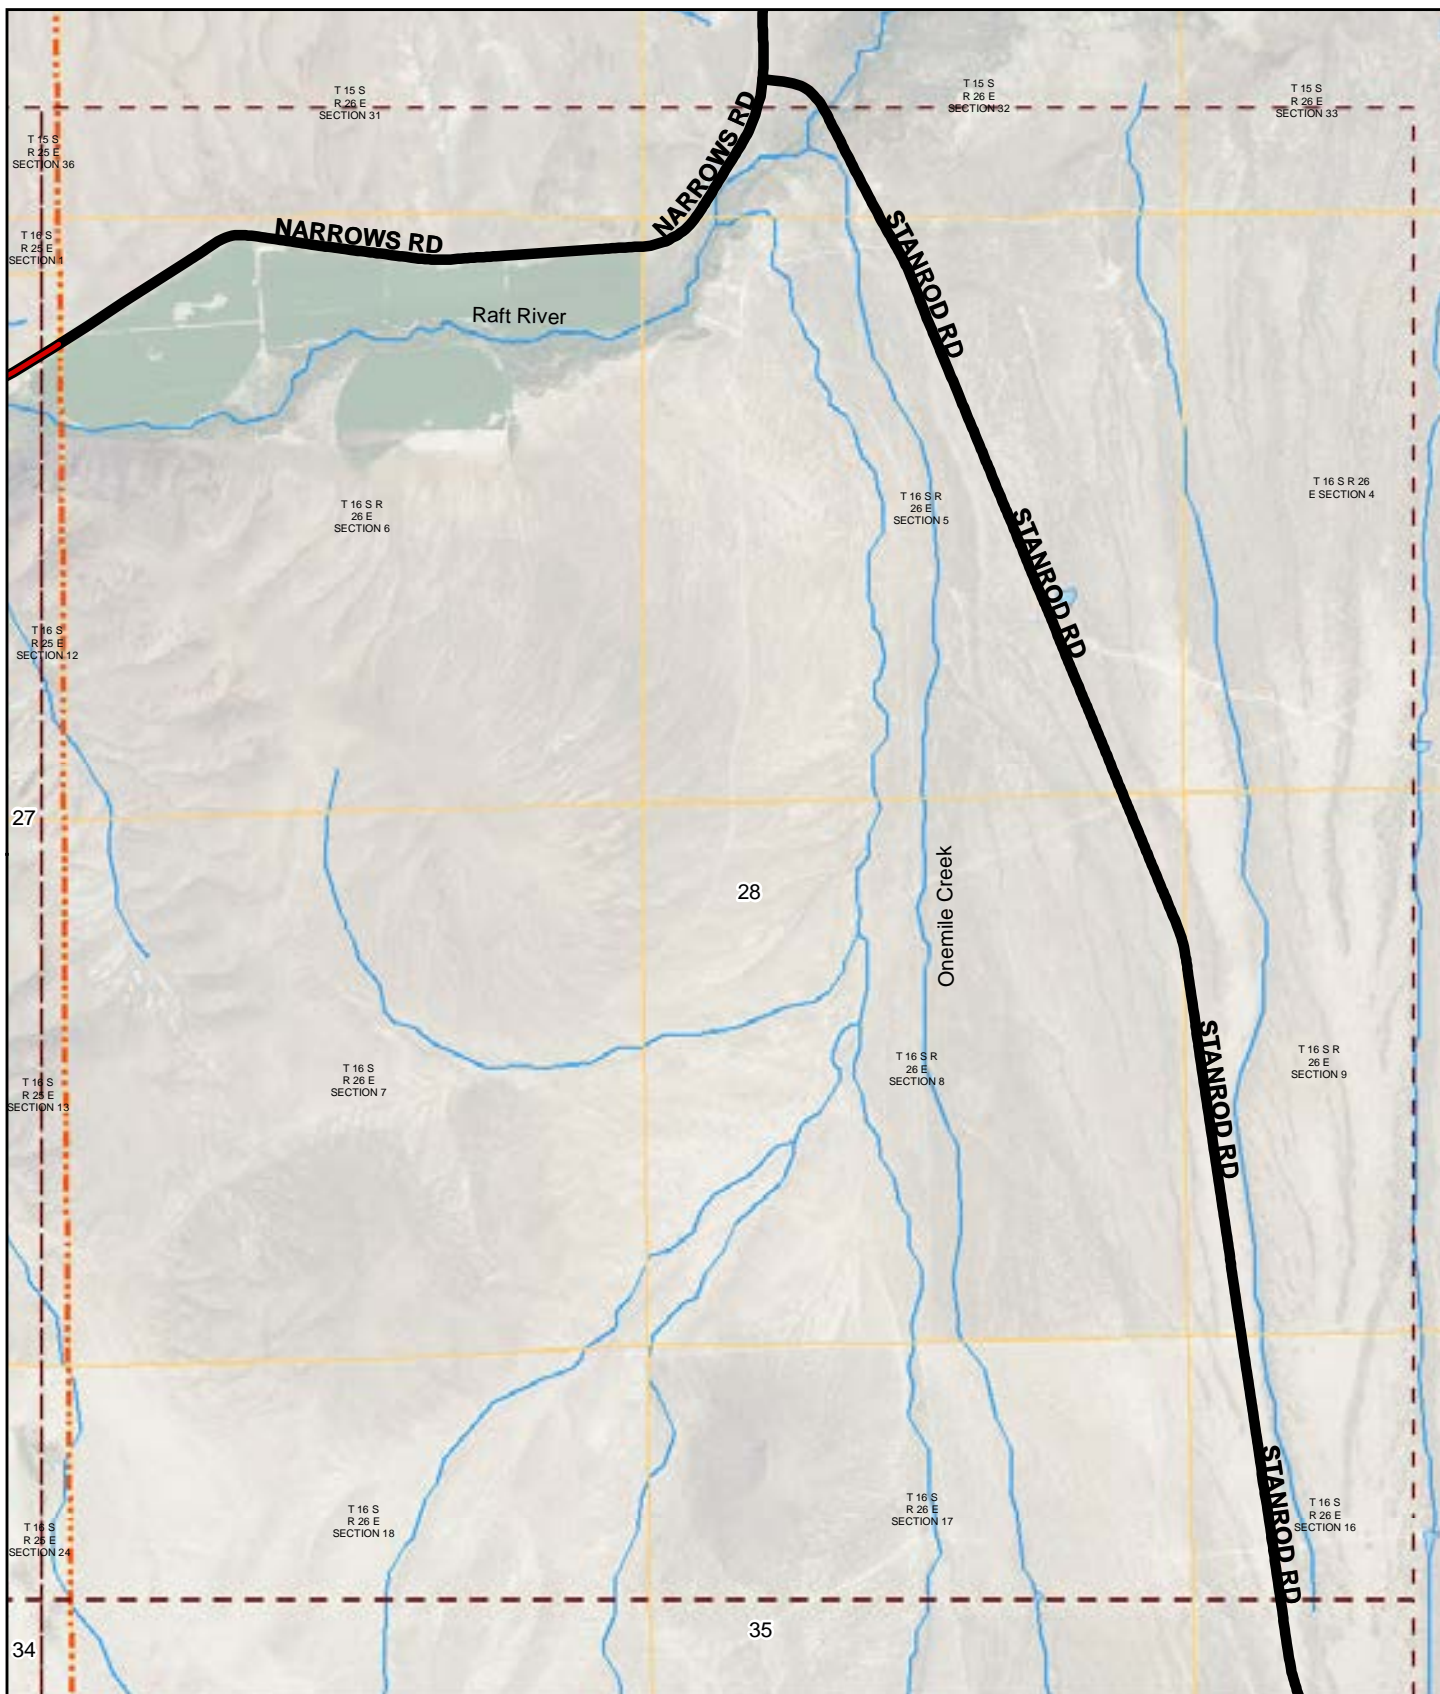 T 15 S
R 26 E
SECTION 31
T 15 S
R 26 E
SECTION 32
T 15 S
R 26 E
SECTION 33
T 15 S
R 25 E
SECTION 36
NARROWS RD
NARROWS RD
T 16 S
R 25 E
SECTION 1
STANROD RD
Raft River
T 16 S R
26 E
SECTION 6
T 16 S R
26 E
SECTION 5
T 16 S R 26
E SECTION 4
STANROD RD
T 16 S
R 25 E
SECTION 12
27
28
Onemile Creek
T 16 S
R 25 E
SECTION 13
T 16 S
R 26 E
SECTION 7
T 16 S R
26 E
SECTION 8
T 16 S R
26 E
SECTION 9
STANROD RD
T 16 S
R 25 E
SECTION 24
T 16 S
R 26 E
SECTION 18
T 16 S
R 26 E
SECTION 17
T 16 S
R 26 E
SECTION 16
STANROD RD
34
35